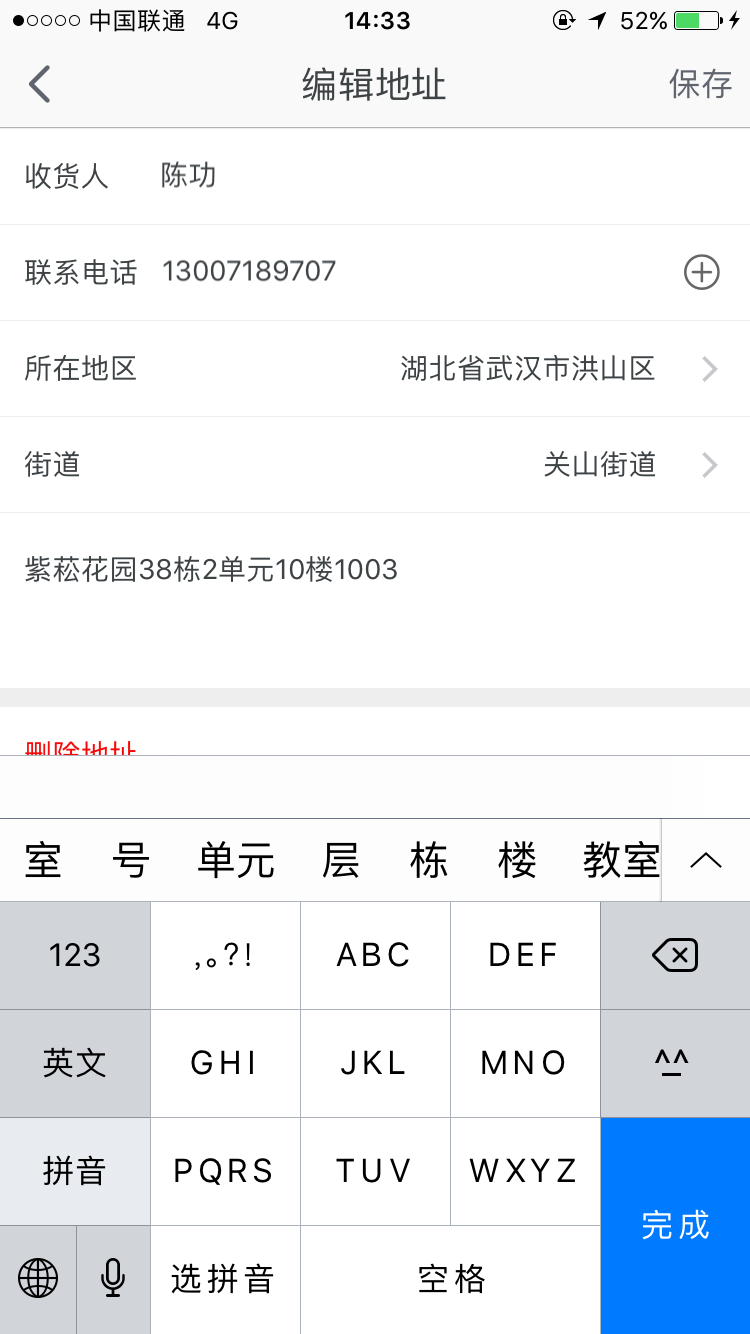 中国联通 4G 14:33 52%
编辑地址 保存
收货人 陈功
联系电话 13007189707
所在地区 湖北省武汉市洪山区
街道 关山街道
紫菘花园38栋2单元10楼1003
删除地址
室 号 单元 层 栋 楼 教室
123 ,。?! ABC DEF
英文 GHI JKL MNO ^^
拼音 PQRS TUV WXYZ
完成
选拼音 空格